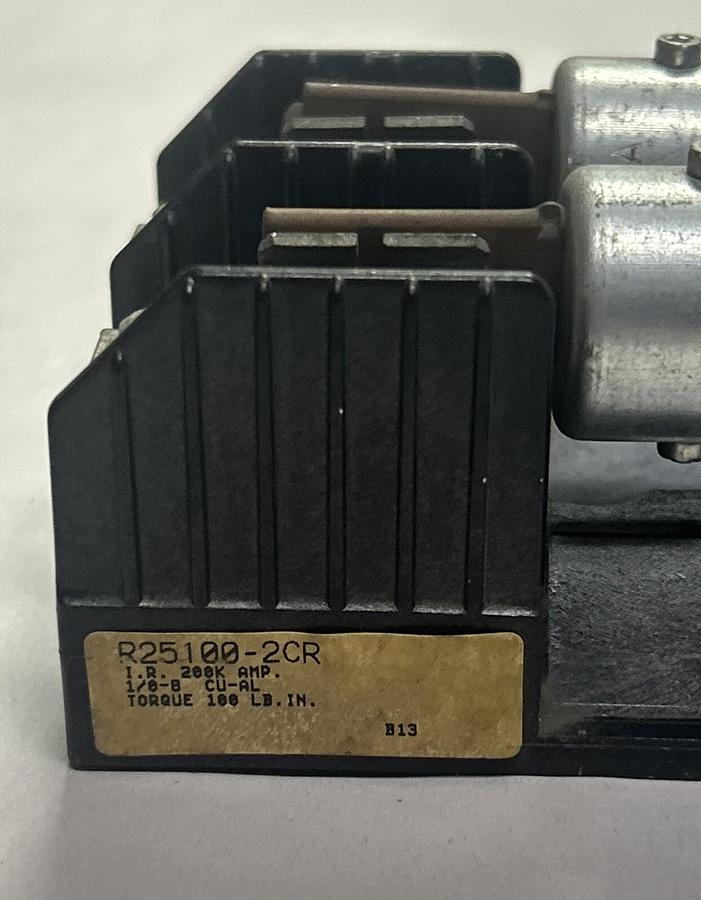 R25100-2CR
I.R. 200K AMP.
1/0-8 CU-AL
TORQUE 100 LB.IN.
B13
A